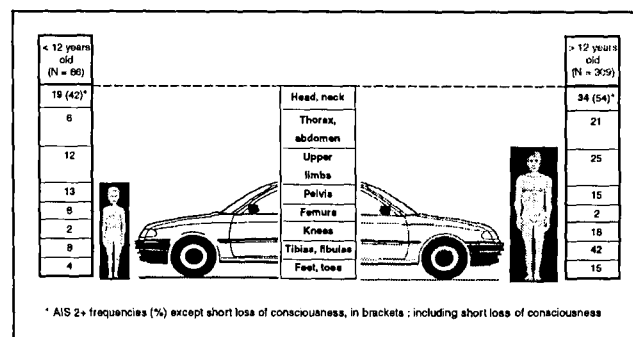 < 12 years
old
(N = 86)
19 (42)*
6
12
13
6
2
8
4
Head, neck
Thorax,
abdomen
Upper
limbs
Pelvis
Femurs
Knees
Tibias, fibulas
Feet, toes
> 12 years
old
(N = 309)
34 (54)*
21
25
15
2
18
42
15
* AIS 2+ frequencies (%) except short loss of consciouness, in brackets ; including short loss of consciousness